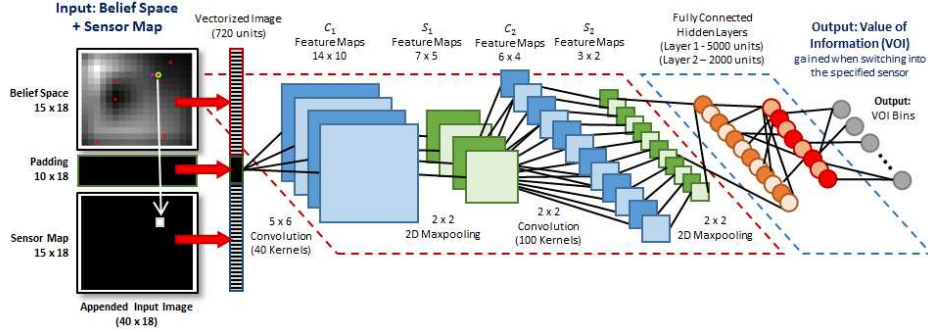 Input: Belief Space
+ Sensor Map
Vectorized Image
(720 units)
C1
Feature Maps
14 x 10
S1
Feature Maps
7 x 5
C2
Feature Maps
6 x 4
S2
Feature Maps
3 x 2
Fully Connected
Hidden Layers
(Layer 1 - 5000 units)
(Layer 2 – 2000 units)
Output: Value of
Information (VOI)
gained when switching into
the specified sensor
Belief Space
15 x 18
Padding
10 x 18
Sensor Map
15 x 18
Appended Input Image
(40 x 18)
5 x 6
Convolution
(40 Kernels)
2 x 2
2D Maxpooling
2 x 2
Convolution
(100 Kernels)
2 x 2
2D Maxpooling
Output:
VOI Bins